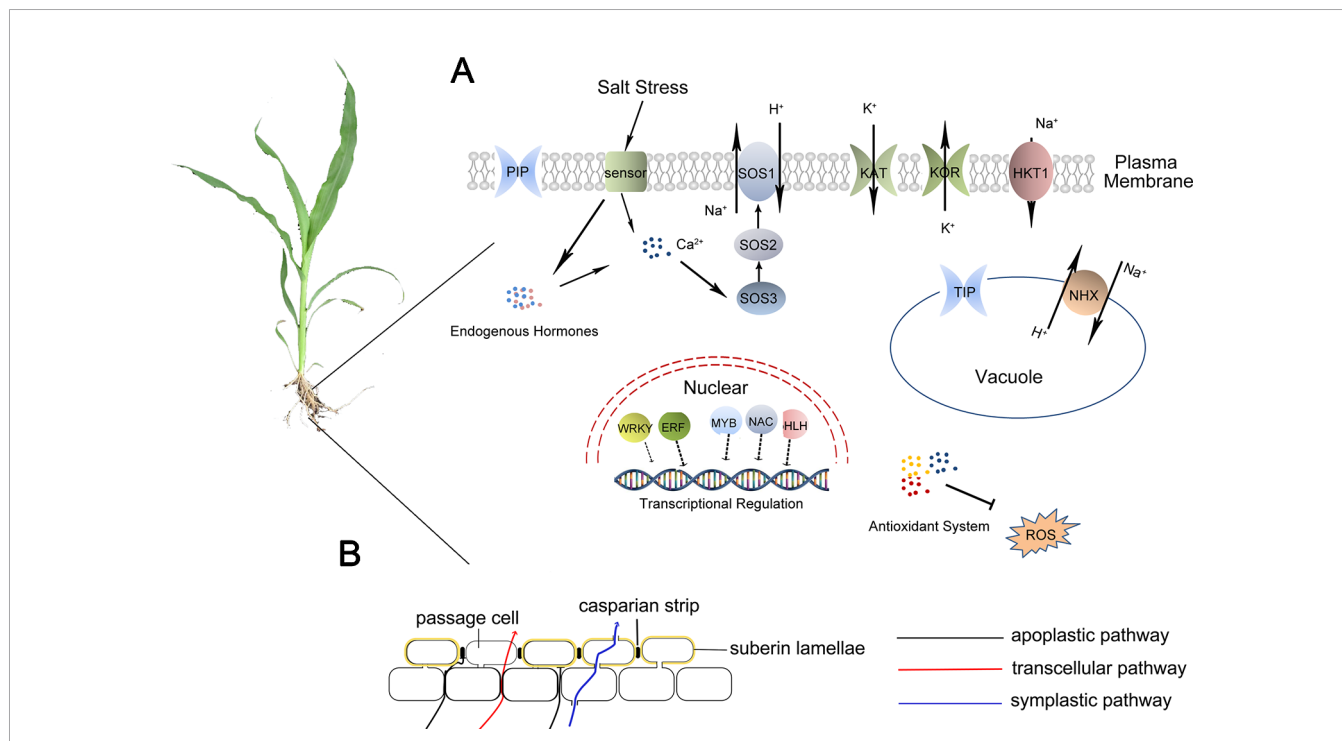 A
Salt Stress
H⁺
K⁺
Na⁺
PIP
sensor
SOS1
KAT
KOR
HKT1
Plasma
Membrane
Na⁺
K⁺
Ca²⁺
SOS2
SOS3
Endogenous Hormones
TIP
NHX
Na⁺
H⁺
Vacuole
Nuclear
WRKY
ERF
MYB
NAC
HLH
Transcriptional Regulation
Antioxidant System
ROS
B
passage cell
casparian strip
suberin lamellae
apoplastic pathway
transcellular pathway
symplastic pathway